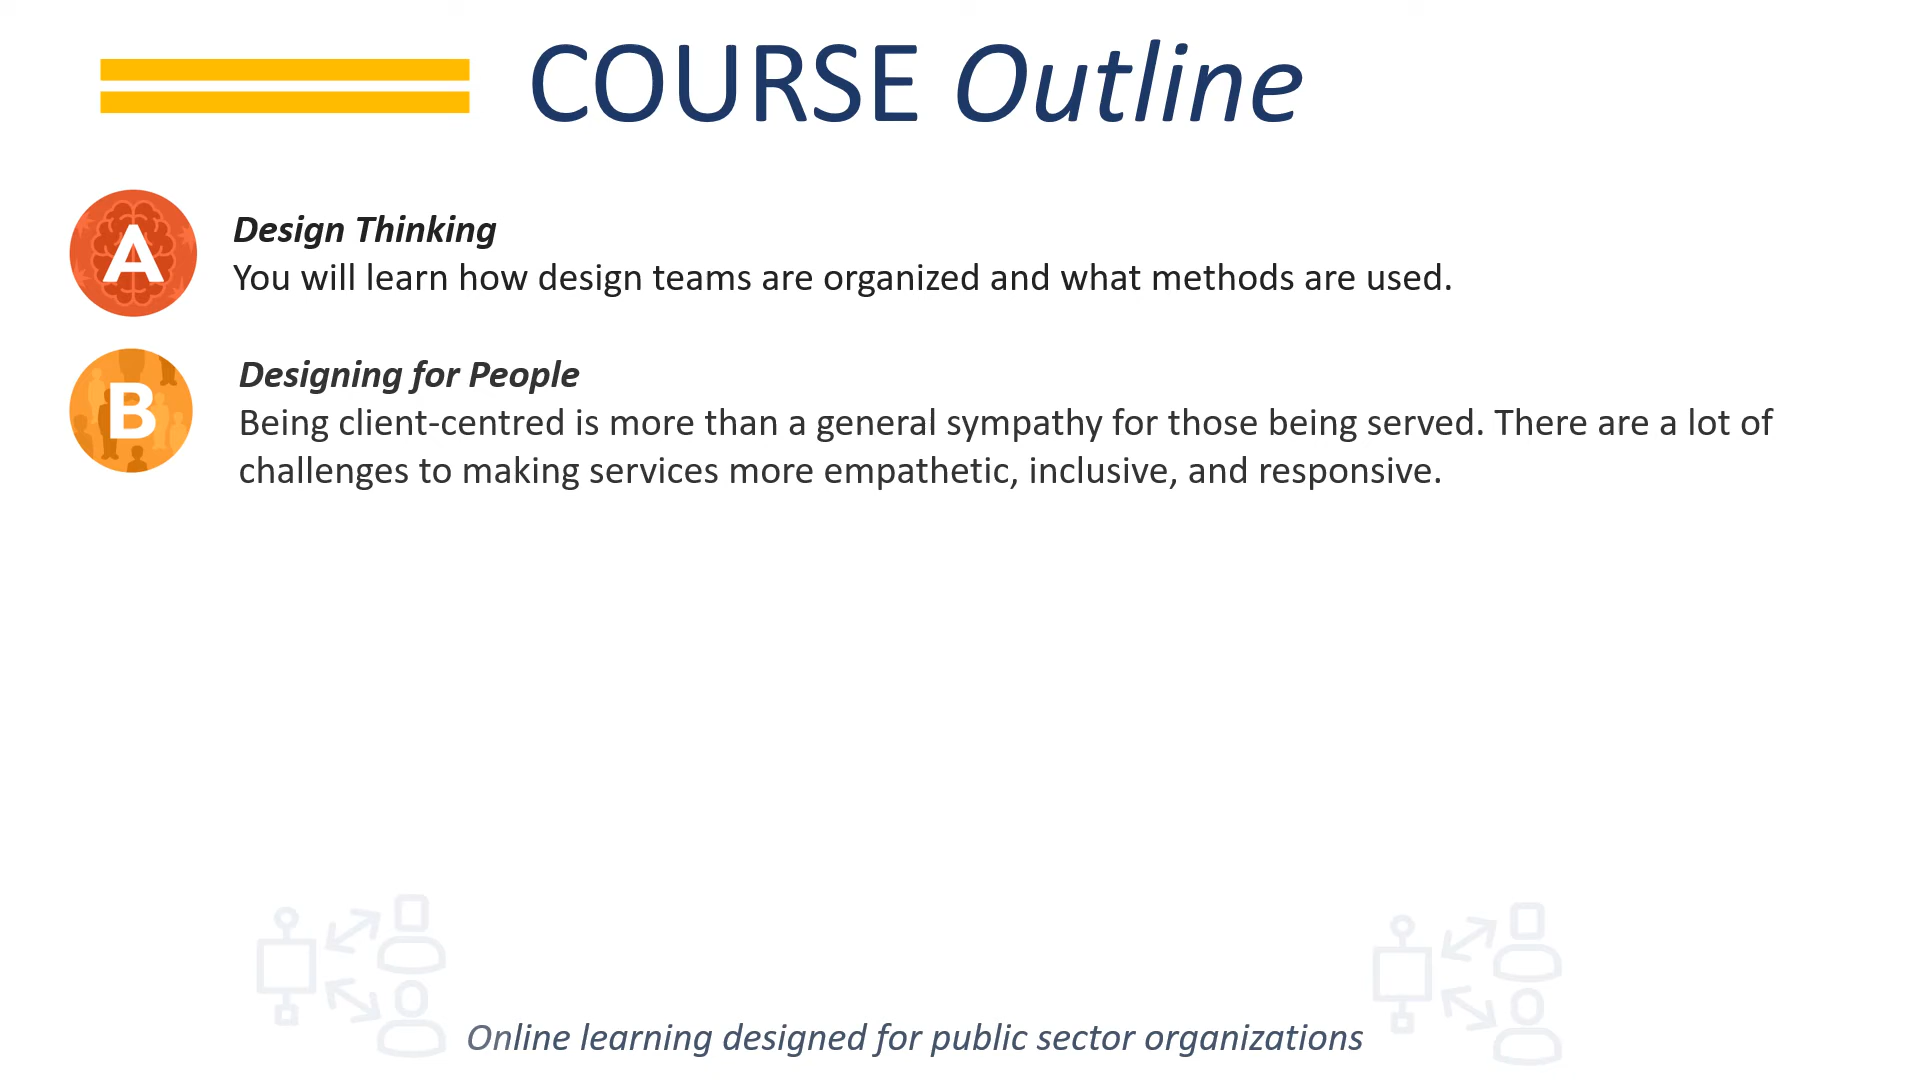 COURSE Outline
A
Design Thinking
You will learn how design teams are organized and what methods are used.
B
Designing for People
Being client-centred is more than a general sympathy for those being served. There are a lot of
challenges to making services more empathetic, inclusive, and responsive.
Online learning designed for public sector organizations